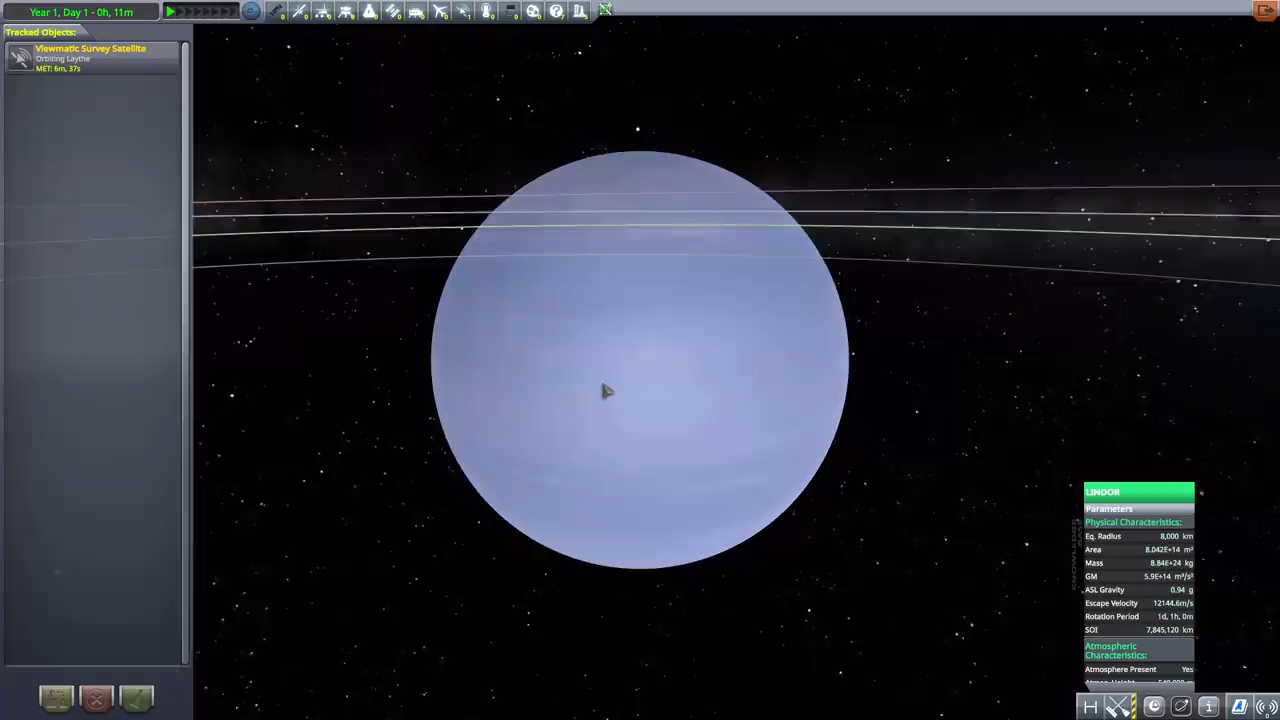 Year 1, Day 1 - 0h, 11m
Tracked Objects:
Viewmatic Survey Satellite
Orbiting Laythe
MET: 6m, 37s
LINDOR
Parameters
Physical Characteristics:
Eq. Radius 8,000 km
Area 8.042E+14 m²
Mass 8.84E+24 kg
GM 5.9E+14 m³/s²
ASL Gravity 0.94 g
Escape Velocity 12144.6m/s
Rotation Period 1d, 1h, 0m
SOI 7,845,120 km
Atmospheric
Characteristics:
Atmosphere Present Yes